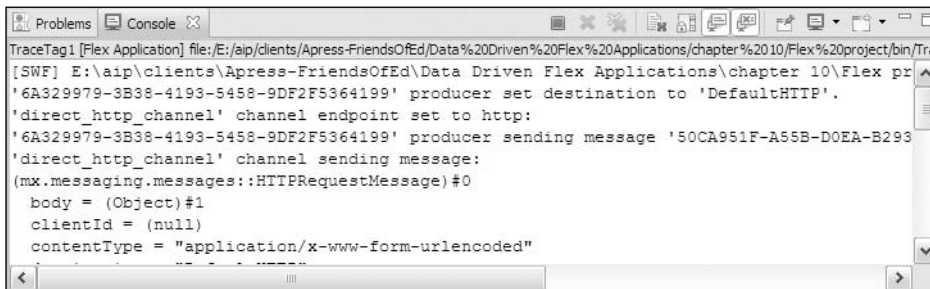 Problems Console
TraceTag1 [Flex Application] file:/E:/aip/clients/Apress-FriendsOfEd/Data%20Driven%20Flex%20Applications/chapter%2010/Flex%20project/bin/Tra
[SWF] E:\aip\clients\Apress-FriendsOfEd\Data Driven Flex Applications\chapter 10\Flex pr
'6A329979-3B38-4193-5458-9DF2F5364199' producer set destination to 'DefaultHTTP'.
'direct_http_channel' channel endpoint set to http:
'6A329979-3B38-4193-5458-9DF2F5364199' producer sending message '50CA951F-A55B-D0EA-B293
'direct_http_channel' channel sending message:
(mx.messaging.messages::HTTPRequestMessage)#0
body = (Object)#1
clientId = (null)
contentType = "application/x-www-form-urlencoded"